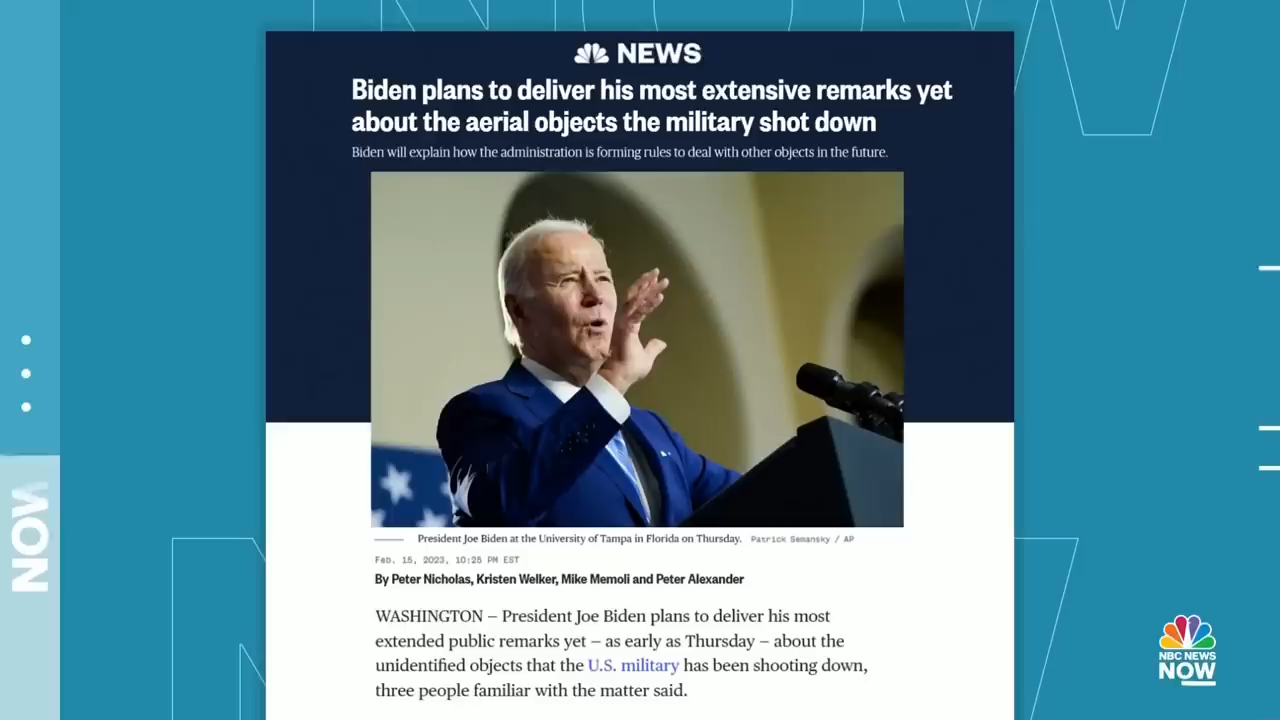 NEWS
Biden plans to deliver his most extensive remarks yet
about the aerial objects the military shot down
Biden will explain how the administration is forming rules to deal with other objects in the future.
President Joe Biden at the University of Tampa in Florida on Thursday. Patrick Semansky / AP
Feb. 15, 2023, 10:25 PM EST
By Peter Nicholas, Kristen Welker, Mike Memoli and Peter Alexander
WASHINGTON — President Joe Biden plans to deliver his most
extended public remarks yet — as early as Thursday — about the
unidentified objects that the U.S. military has been shooting down,
three people familiar with the matter said.
NOW
NBC NEWS
NOW